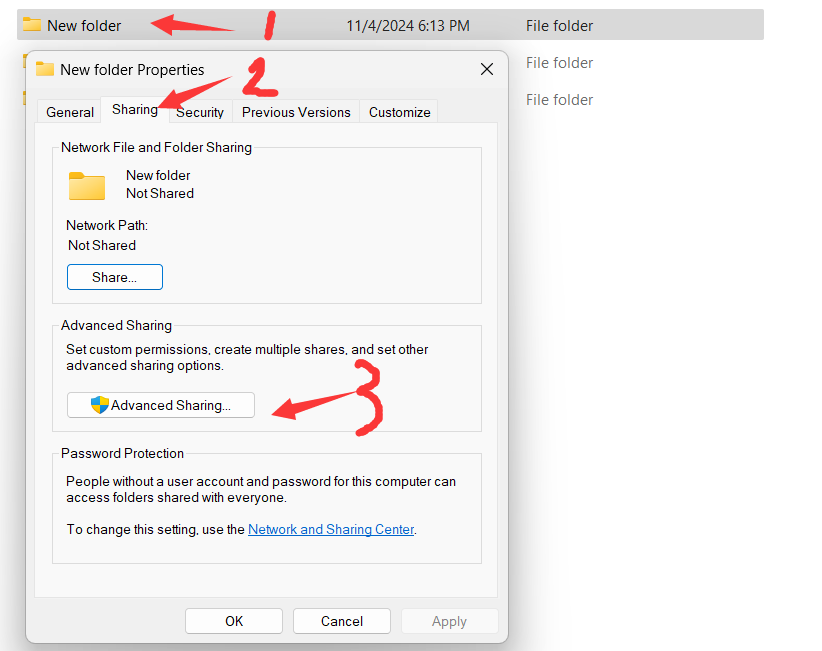 New folder 11/4/2024 6:13 PM File folder
1
File folder
New folder Properties
2
File folder
General Sharing Security Previous Versions Customize
Network File and Folder Sharing
New folder
Not Shared
Network Path:
Not Shared
Share...
Advanced Sharing
Set custom permissions, create multiple shares, and set other
advanced sharing options.
3
Advanced Sharing...
Password Protection
People without a user account and password for this computer can
access folders shared with everyone.
To change this setting, use the Network and Sharing Center.
OK Cancel Apply